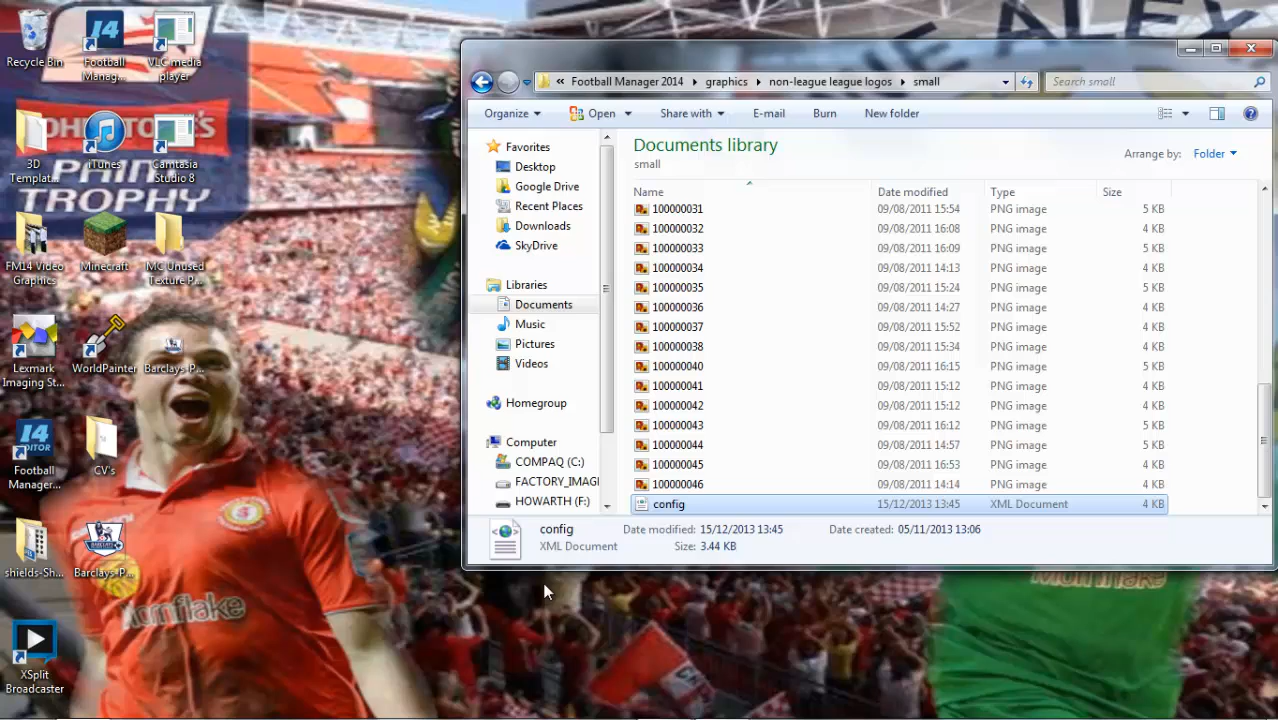 Recycle Bin
Football
Manag...
VLC media
player
3D
Templat...
iTunes
Camtasia
Studio 8
FM14 Video
Graphics
Minecraft
MC Unused
Texture P...
Lexmark
Imaging St...
WorldPainter
Barclays-P...
Football
Manager...
CV's
shields-Sh...
Barclays-P...
XSplit
Broadcaster
14
14
EDITOR
JOHNSTONE'S
PAINT
TROPHY
THE ALEX
Mornflake
Mornflake
« Football Manager 2014 graphics non-league league logos small
Search small
Organize Open Share with E-mail Burn New folder
Favorites
Desktop
Google Drive
Recent Places
Downloads
SkyDrive
Libraries
Documents
Music
Pictures
Videos
Homegroup
Computer
COMPAQ (C:)
FACTORY_IMAG
HOWARTH (F:)
Documents library
small
Arrange by: Folder
Name Date modified Type Size
100000031 09/08/2011 15:54 PNG image 5 KB
100000032 09/08/2011 16:08 PNG image 4 KB
100000033 09/08/2011 16:09 PNG image 5 KB
100000034 09/08/2011 14:13 PNG image 4 KB
100000035 09/08/2011 15:24 PNG image 5 KB
100000036 09/08/2011 14:27 PNG image 4 KB
100000037 09/08/2011 15:52 PNG image 5 KB
100000038 09/08/2011 15:34 PNG image 4 KB
100000040 09/08/2011 16:15 PNG image 4 KB
100000041 09/08/2011 15:12 PNG image 4 KB
100000042 09/08/2011 15:12 PNG image 4 KB
100000043 09/08/2011 16:12 PNG image 5 KB
100000044 09/08/2011 14:57 PNG image 5 KB
100000045 09/08/2011 16:53 PNG image 4 KB
100000046 09/08/2011 14:14 PNG image 4 KB
config 15/12/2013 13:45 XML Document 4 KB
config Date modified: 15/12/2013 13:45 Date created: 05/11/2013 13:06
XML Document Size: 3.44 KB